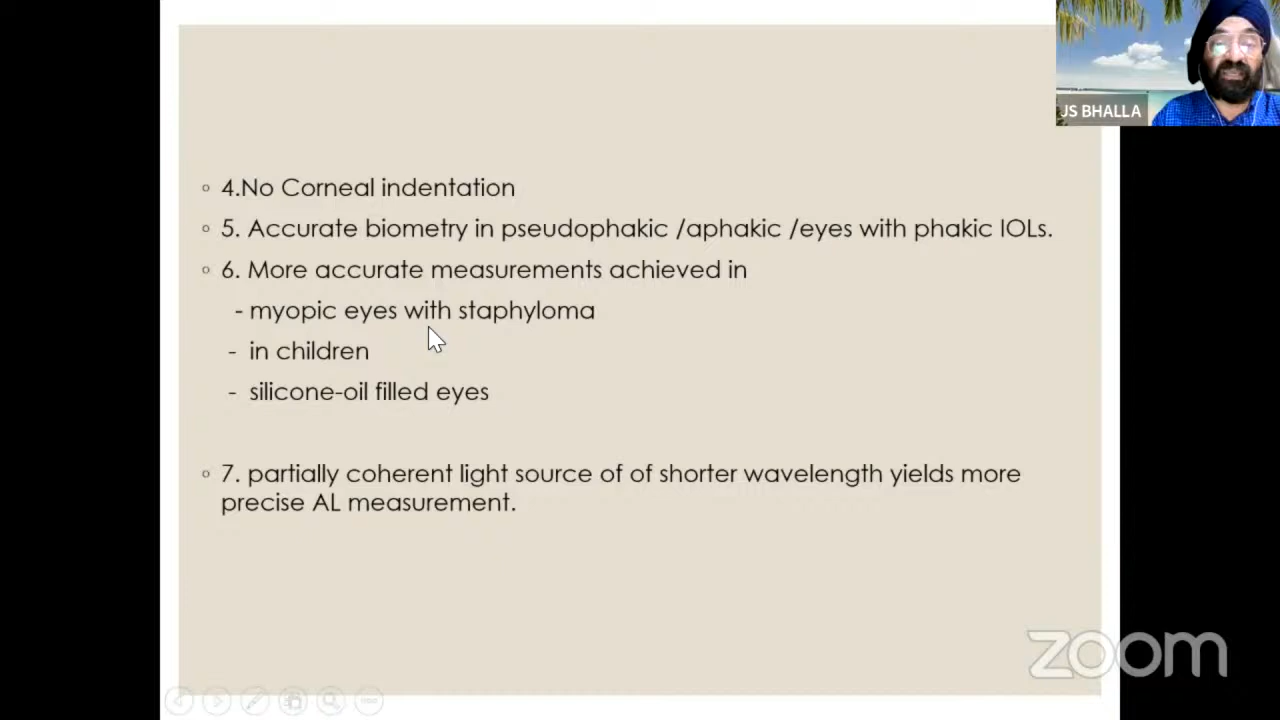 JS BHALLA
4.No Corneal indentation
5. Accurate biometry in pseudophakic /aphakic /eyes with phakic IOLs.
6. More accurate measurements achieved in
- myopic eyes with staphyloma
- in children
- silicone-oil filled eyes
7. partially coherent light source of of shorter wavelength yields more
precise AL measurement.
zoom